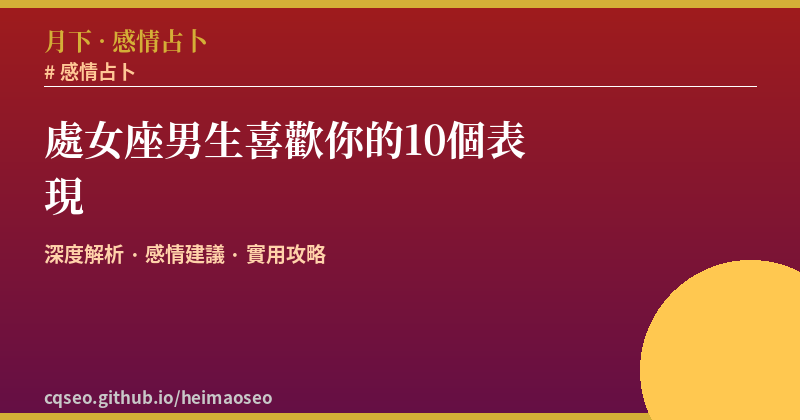 月下 · 感情占卜
# 感情占卜
處女座男生喜歡你的10個表
現
深度解析 · 感情建議 · 實用攻略
cqseo.github.io/heimaoseo